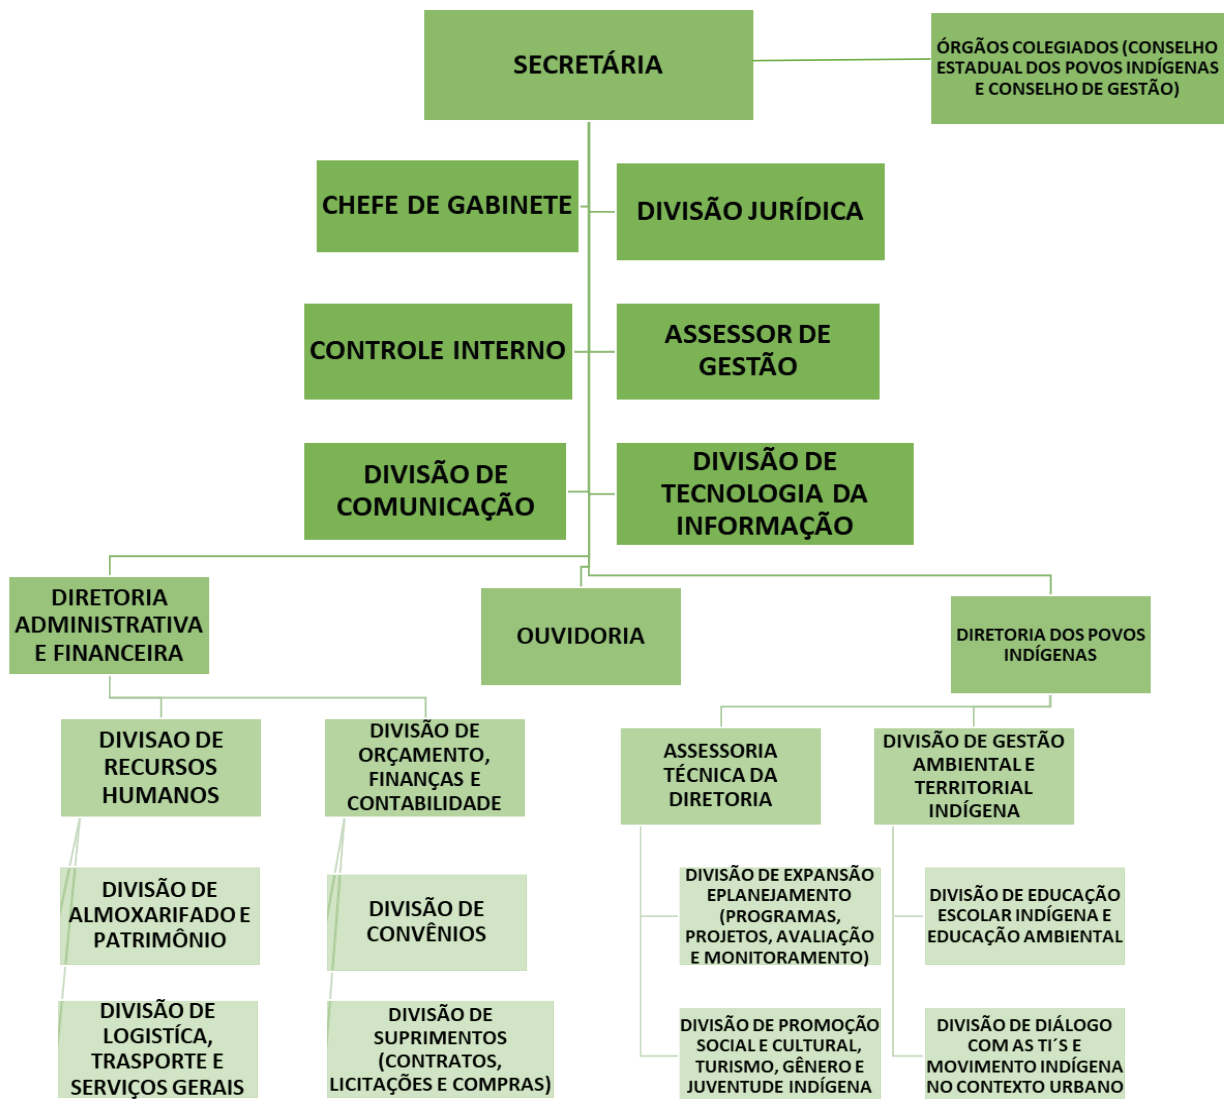 SECRETÁRIA
ÓRGÃOS COLEGIADOS (CONSELHO
ESTADUAL DOS POVOS INDÍGENAS
E CONSELHO DE GESTÃO)
CHEFE DE GABINETE
DIVISÃO JURÍDICA
CONTROLE INTERNO
ASSESSOR DE
GESTÃO
DIVISÃO DE
COMUNICAÇÃO
DIVISÃO DE
TECNOLOGIA DA
INFORMAÇÃO
DIRETORIA
ADMINISTRATIVA
E FINANCEIRA
OUVIDORIA
DIRETORIA DOS POVOS
INDÍGENAS
DIVISAO DE
RECURSOS
HUMANOS
DIVISÃO DE
ORÇAMENTO,
FINANÇAS E
CONTABILIDADE
ASSESSORIA
TÉCNICA DA
DIRETORIA
DIVISÃO DE GESTÃO
AMBIENTAL E
TERRITORIAL
INDÍGENA
DIVISÃO DE
ALMOXARIFADO E
PATRIMÔNIO
DIVISÃO DE
CONVÊNIOS
DIVISÃO DE EXPANSÃO
EPLANEJAMENTO
(PROGRAMAS,
PROJETOS, AVALIAÇÃO
E MONITORAMENTO)
DIVISÃO DE EDUCAÇÃO
ESCOLAR INDÍGENA E
EDUCAÇÃO AMBIENTAL
DIVISÃO DE
LOGISTÍCA,
TRASPORTE E
SERVIÇOS GERAIS
DIVISÃO DE
SUPRIMENTOS
(CONTRATOS,
LICITAÇÕES E COMPRAS)
DIVISÃO DE PROMOÇÃO
SOCIAL E CULTURAL,
TURISMO, GÊNERO E
JUVENTUDE INDÍGENA
DIVISÃO DE DIÁLOGO
COM AS TI´S E
MOVIMENTO INDÍGENA
NO CONTEXTO URBANO